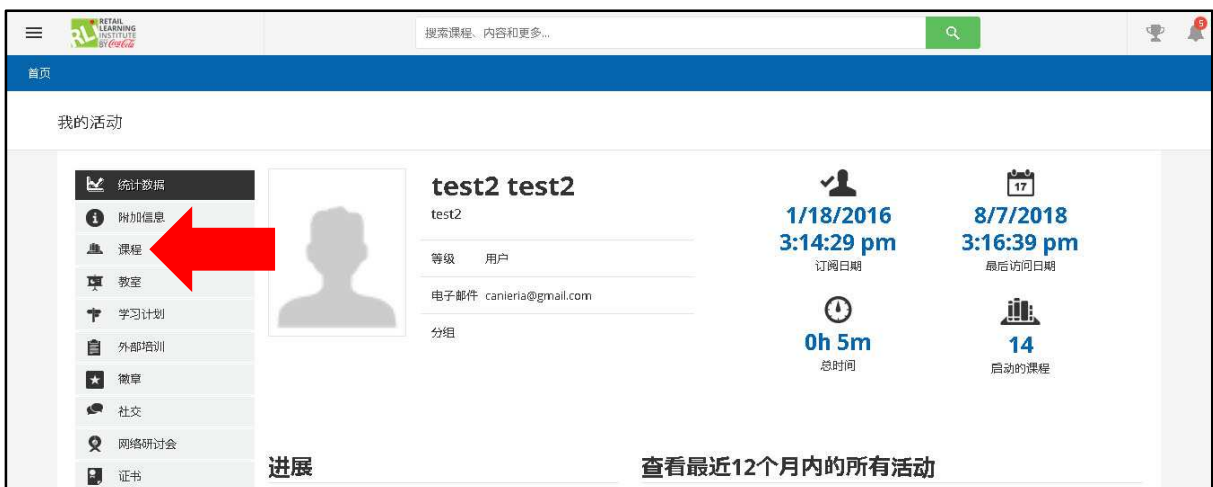 RETAIL
LEARNING
INSTITUTE
BY Coca-Cola
RLi
搜索课程、内容和更多...
5
首页
我的活动
统计数据
附加信息
课程
教室
学习计划
外部培训
徽章
社交
网络研讨会
证书
test2 test2
test2
等级 用户
电子邮件 canieria@gmail.com
分组
1/18/2016
3:14:29 pm
订阅日期
17
8/7/2018
3:16:39 pm
最后访问日期
0h 5m
总时间
14
启动的课程
进展
查看最近12个月内的所有活动